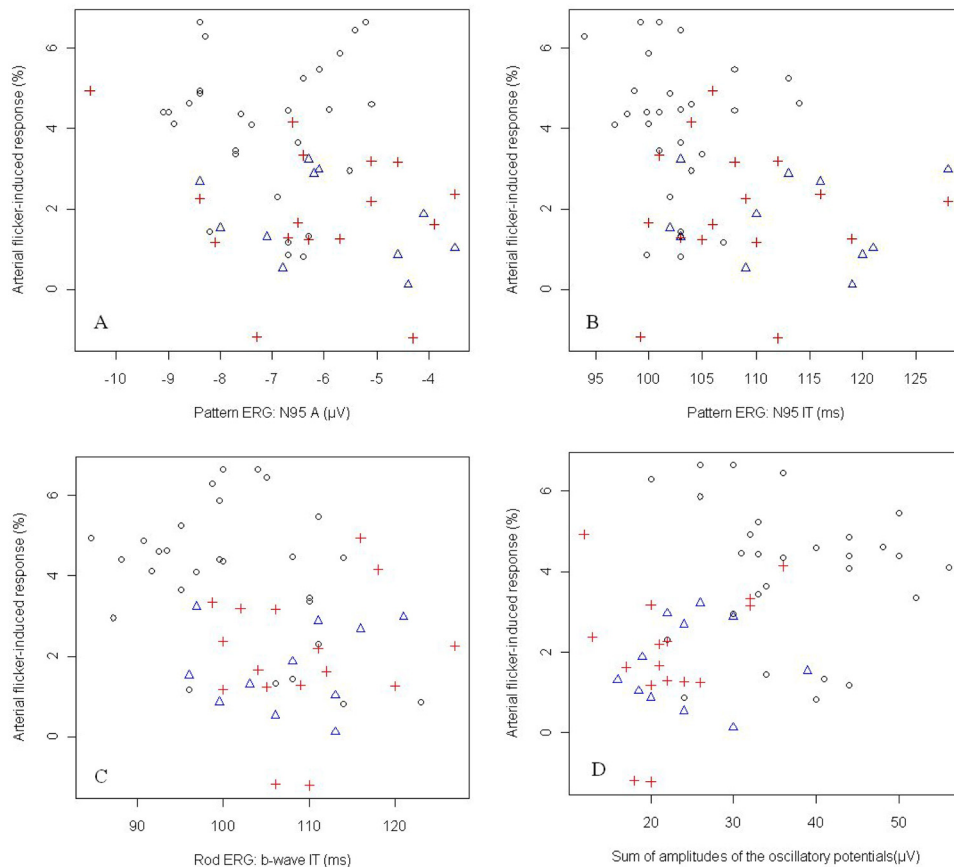 Arterial flicker-induced response (%)
6
4
2
0
A
-10 -9 -8 -7 -6 -5 -4
Pattern ERG: N95 A (µV)
Arterial flicker-induced response (%)
6
4
2
0
B
95 100 105 110 115 120 125
Pattern ERG: N95 IT (ms)
Arterial flicker-induced response (%)
6
4
2
0
C
90 100 110 120
Rod ERG: b-wave IT (ms)
Arterial flicker-induced response (%)
6
4
2
0
D
20 30 40 50
Sum of amplitudes of the oscillatory potentials(µV)